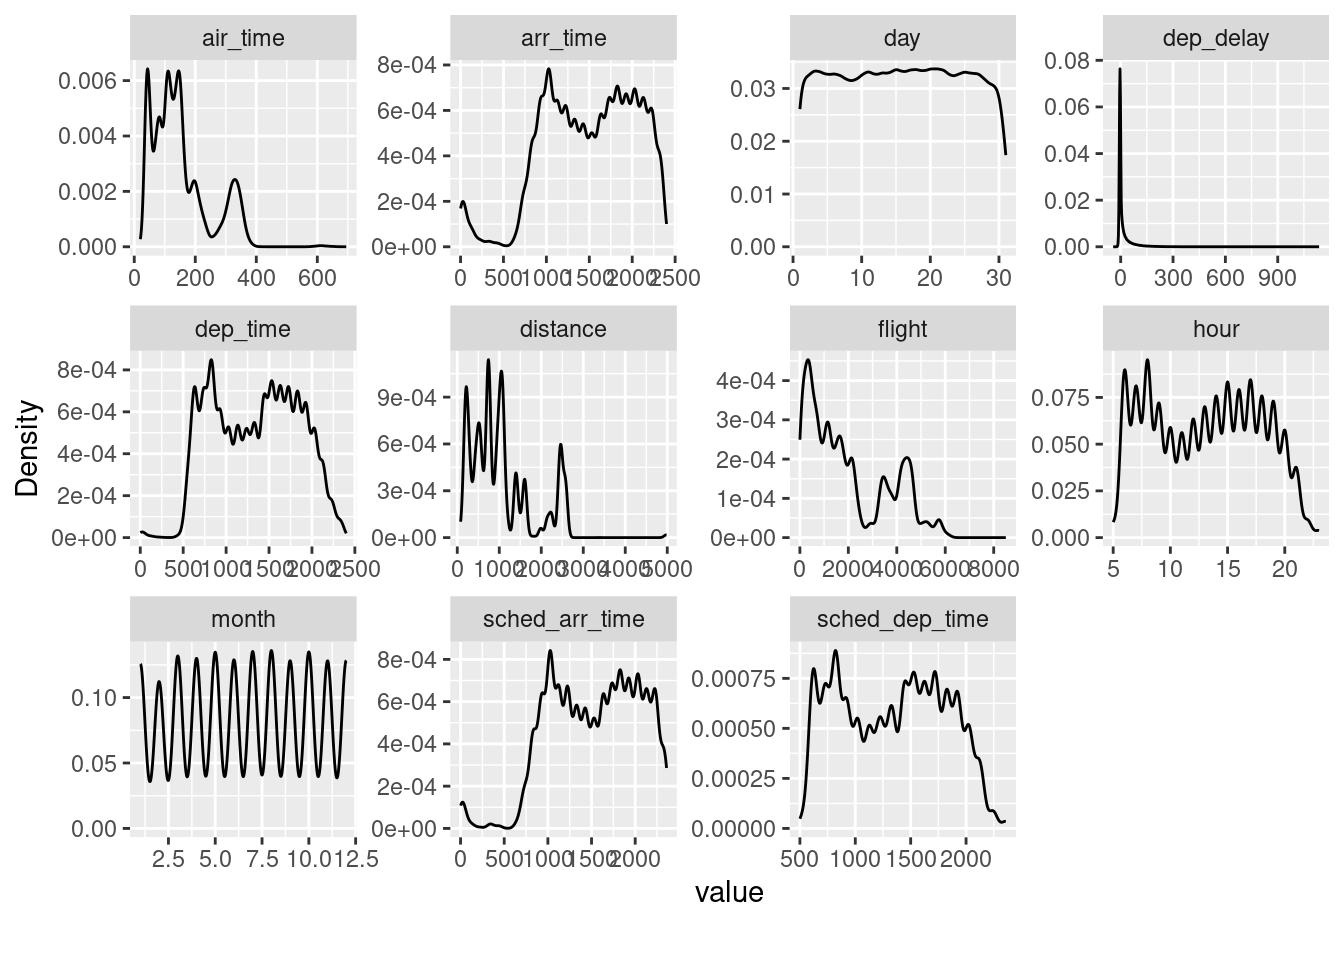 air_time
arr_time
day
dep_delay
0.006
0.004
0.002
0.000
0 200 400 600
8e-04
6e-04
4e-04
2e-04
0e+00
0 500 1000 1500 2000 2500
0.03
0.02
0.01
0.00
0 10 20 30
0.08
0.06
0.04
0.02
0.00
0 300 600 900
Density
dep_time
distance
flight
hour
8e-04
6e-04
4e-04
2e-04
0e+00
0 500 1000 1500 2000 2500
9e-04
6e-04
3e-04
0e+00
0 1000 2000 3000 4000 5000
4e-04
3e-04
2e-04
1e-04
0e+00
0 2000 4000 6000 8000
0.075
0.050
0.025
0.000
5 10 15 20
month
sched_arr_time
sched_dep_time
0.10
0.05
0.00
2.5 5.0 7.5 10.0 12.5
8e-04
6e-04
4e-04
2e-04
0e+00
0 500 1000 1500 2000
0.00075
0.00050
0.00025
0.00000
500 1000 1500 2000
value